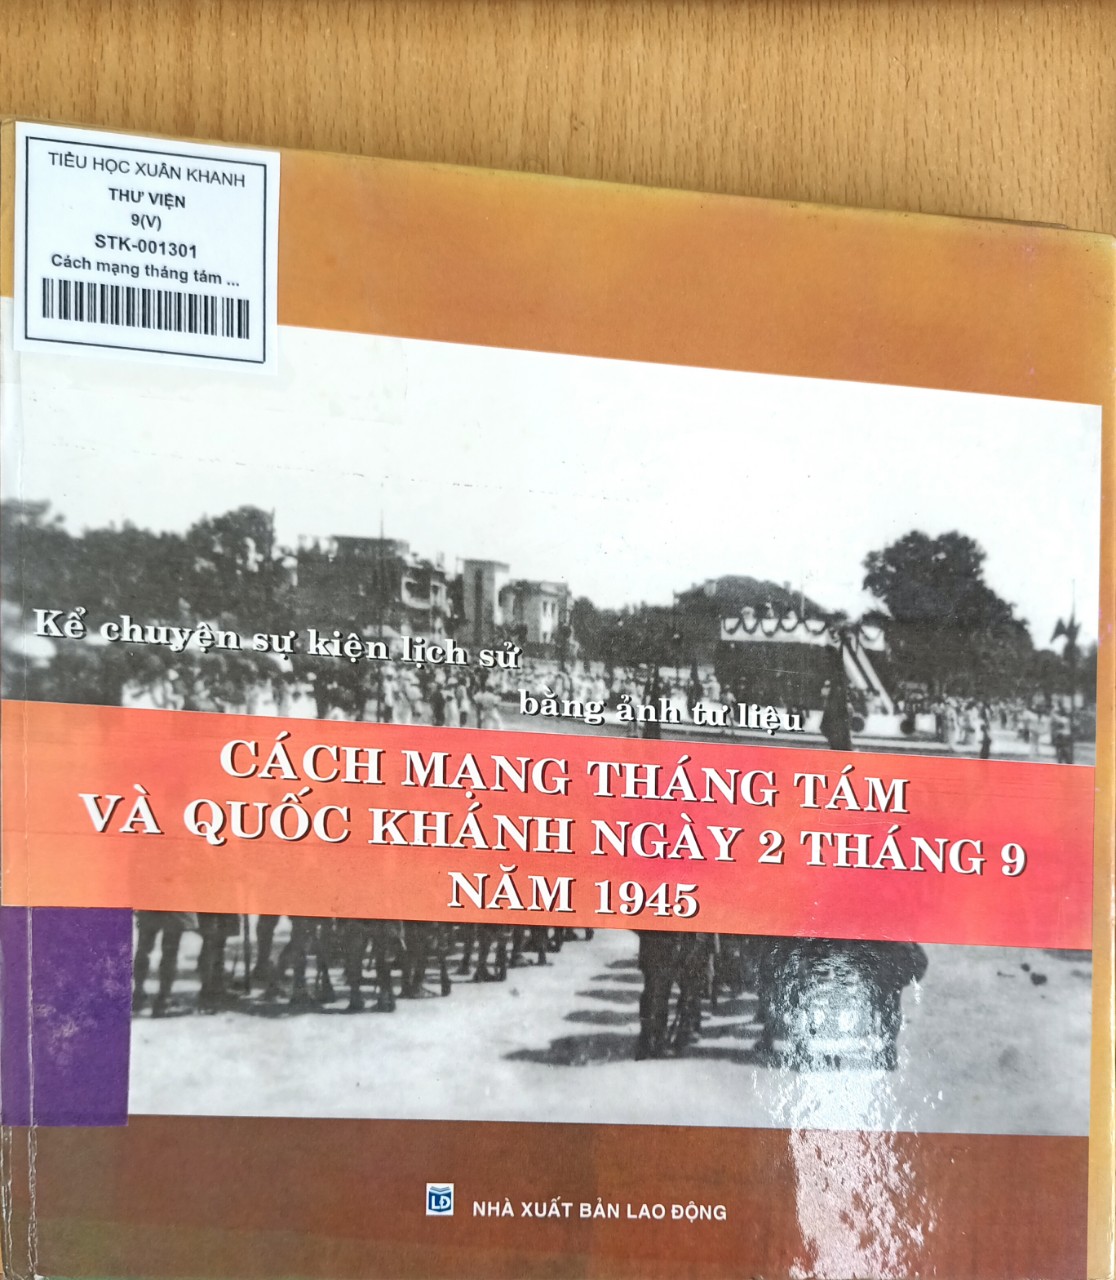 TIỂU HỌC XUÂN KHANH
THƯ VIỆN
9(V)
STK-001301
Cách mạng tháng tám ...
Kể chuyện sự kiện lịch sử
bằng ảnh tư liệu
CÁCH MẠNG THÁNG TÁM
VÀ QUỐC KHÁNH NGÀY 2 THÁNG 9
NĂM 1945
LĐ NHÀ XUẤT BẢN LAO ĐỘNG